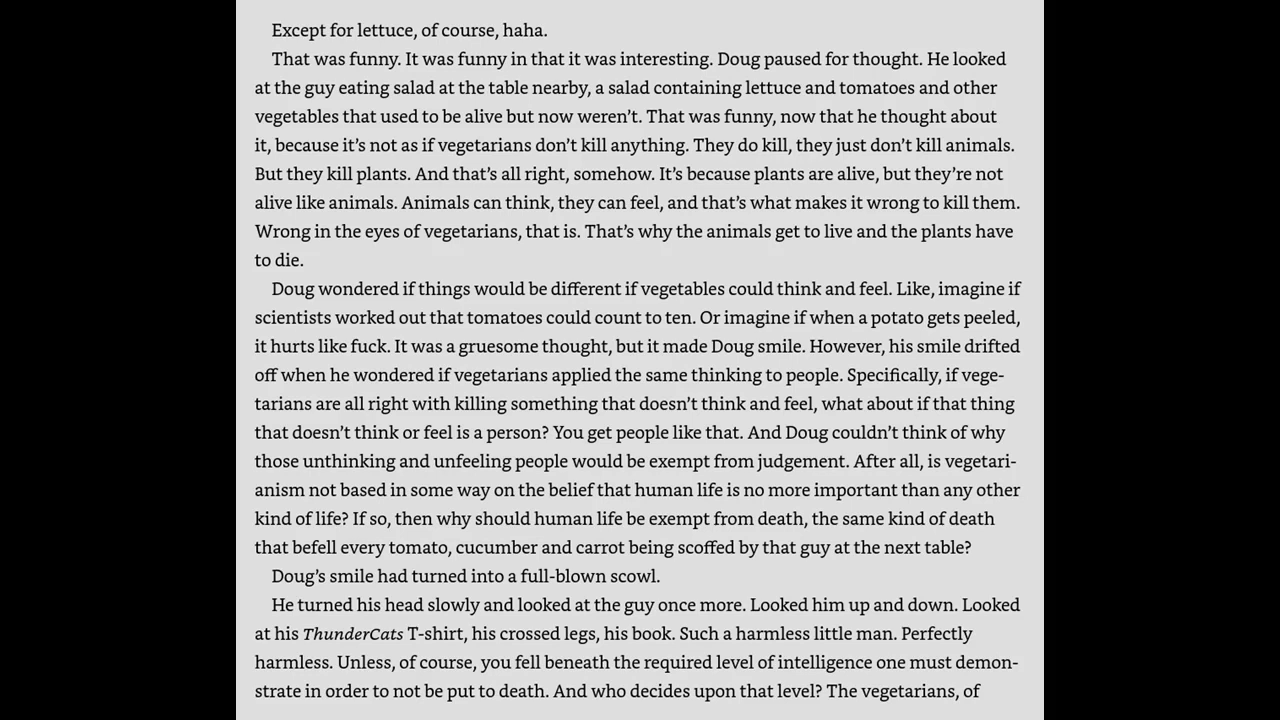 Except for lettuce, of course, haha.
That was funny. It was funny in that it was interesting. Doug paused for thought. He looked
at the guy eating salad at the table nearby, a salad containing lettuce and tomatoes and other
vegetables that used to be alive but now weren’t. That was funny, now that he thought about
it, because it’s not as if vegetarians don’t kill anything. They do kill, they just don’t kill animals.
But they kill plants. And that’s all right, somehow. It’s because plants are alive, but they’re not
alive like animals. Animals can think, they can feel, and that’s what makes it wrong to kill them.
Wrong in the eyes of vegetarians, that is. That’s why the animals get to live and the plants have
to die.
Doug wondered if things would be different if vegetables could think and feel. Like, imagine if
scientists worked out that tomatoes could count to ten. Or imagine if when a potato gets peeled,
it hurts like fuck. It was a gruesome thought, but it made Doug smile. However, his smile drifted
off when he wondered if vegetarians applied the same thinking to people. Specifically, if vege-
tarians are all right with killing something that doesn’t think and feel, what about if that thing
that doesn’t think or feel is a person? You get people like that. And Doug couldn’t think of why
those unthinking and unfeeling people would be exempt from judgement. After all, is vegetari-
anism not based in some way on the belief that human life is no more important than any other
kind of life? If so, then why should human life be exempt from death, the same kind of death
that befell every tomato, cucumber and carrot being scoffed by that guy at the next table?
Doug’s smile had turned into a full-blown scowl.
He turned his head slowly and looked at the guy once more. Looked him up and down. Looked
at his ThunderCats T-shirt, his crossed legs, his book. Such a harmless little man. Perfectly
harmless. Unless, of course, you fell beneath the required level of intelligence one must demon-
strate in order to not be put to death. And who decides upon that level? The vegetarians, of